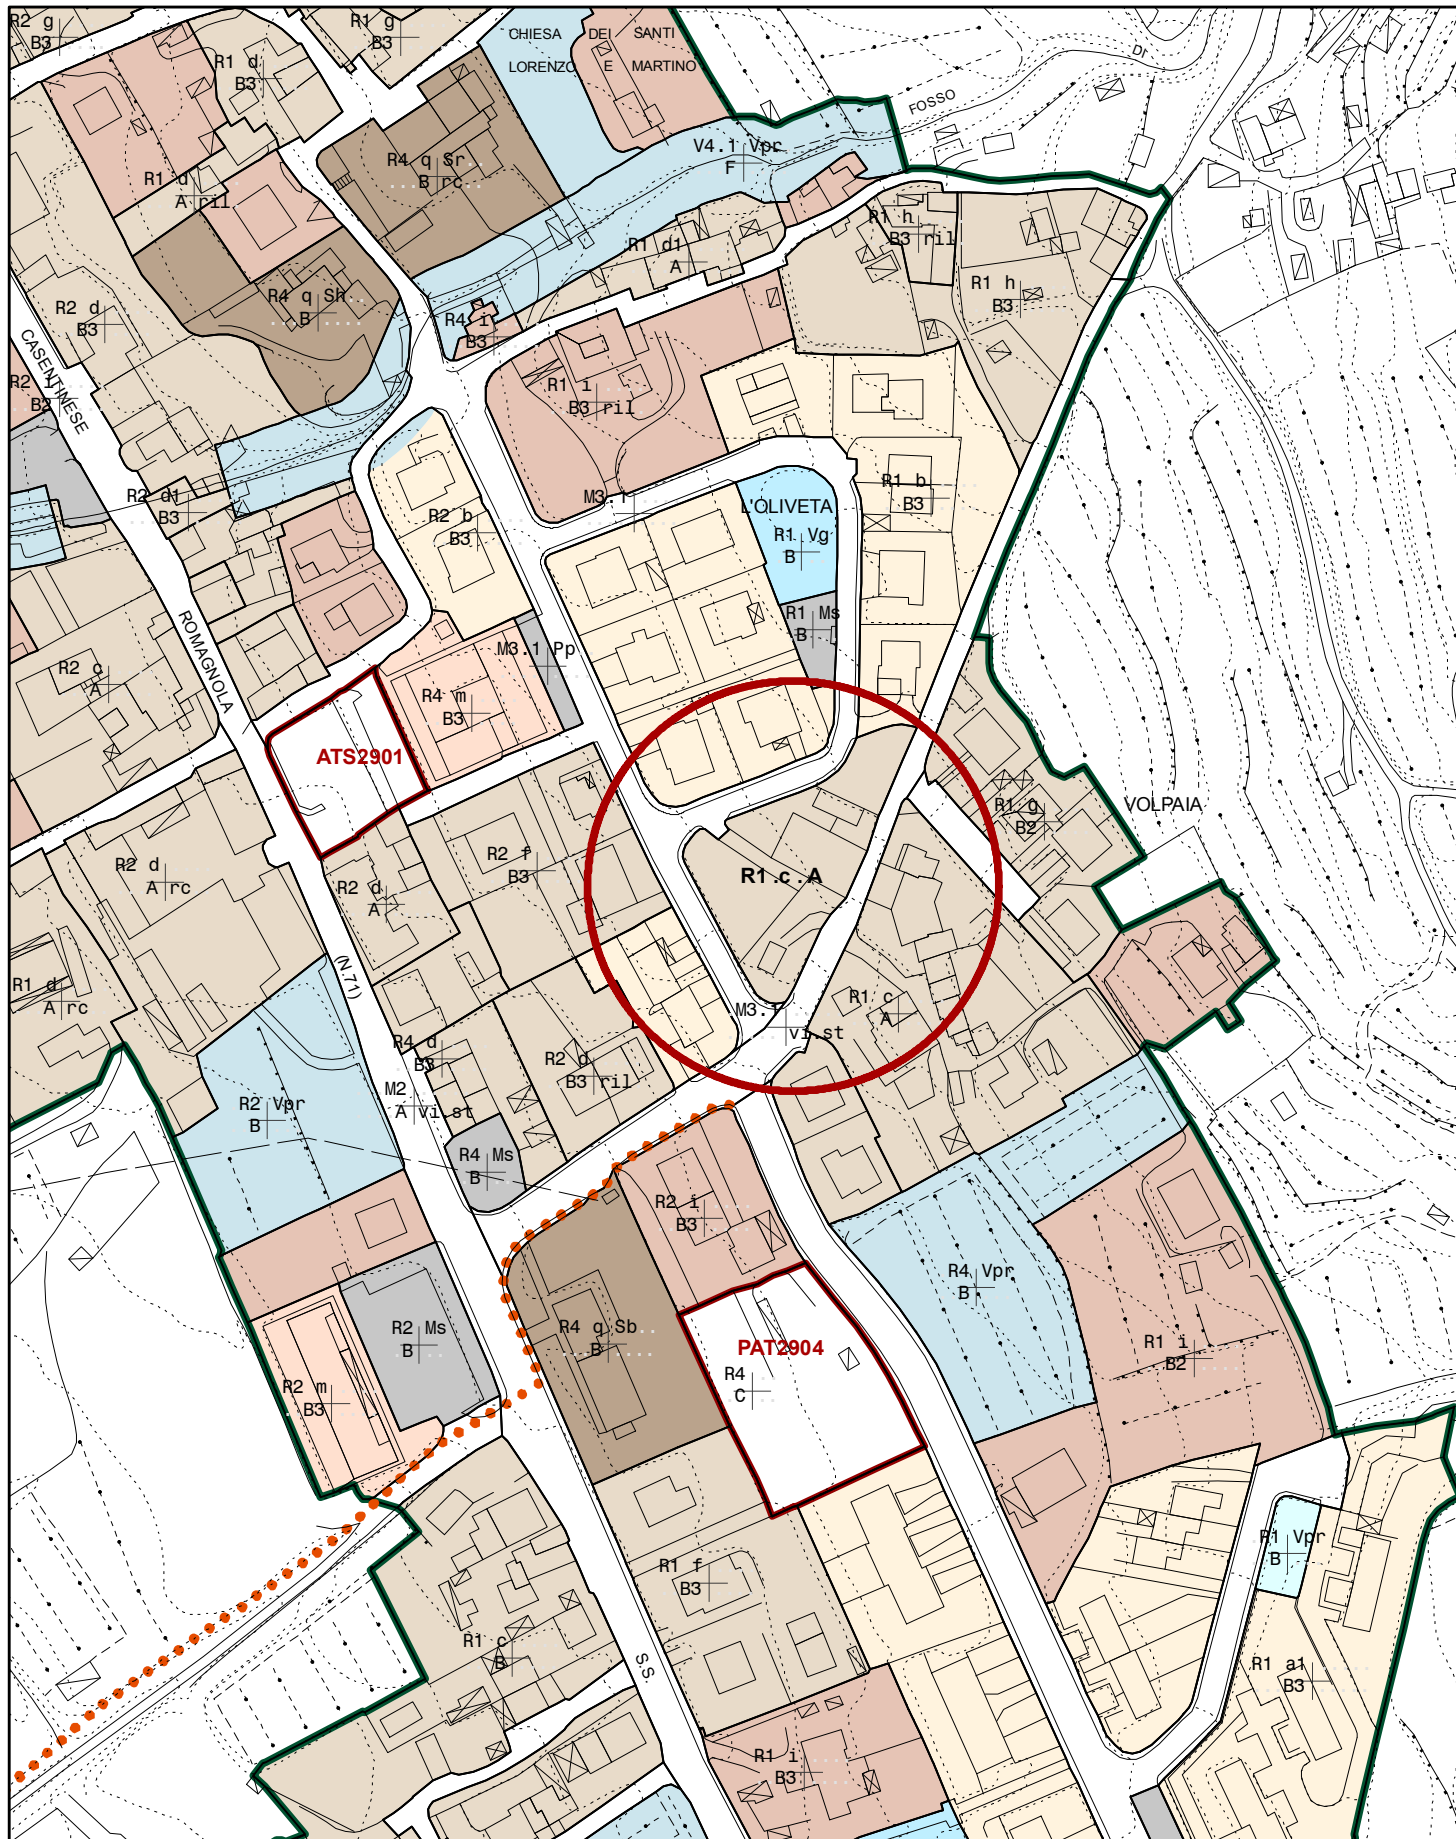 R2 g
B3
R1 g
B3
CHIESA DEI SANTI
LORENZO E MARTINO
DI
FOSSO
R1 d
B3
R4 q Sr
B rc
V4.1 Vpr
F
R1 d
A ril
R1 h
B3 ril
R1 d1
A
R4 q Sh
B
R2 d
B3
R1 h
B3
R4 i
B3
CASENTINESE
B2
R1 i
B3 ril
R2 d1
B3
R2 b
B3
M3.1
L'OLIVETA
R1 Vg
B
R1 b
B3
R1 Ms
B
ROMAGNOLA
R2 c
A
M3.1 Pp
R4 m
B3
ATS2901
R1 g
B2
VOLPAIA
R2 d
A rc
R2 d
A
R2 f
B3
R1.c.A
R1 d
A rc
(N.71)
R1 c
A
M3.1
vi.st
R4 d
B3
R2 d
B3 ril
M2
A vi.st
R2 Vpr
B
R4 Ms
B
R2 i
B3
R4 Vpr
B
R2 Ms
B
R4 q Sb
B
PAT2904
R4
C
R1 i
B2
R2 m
B3
R1 Vpr
B
R1 f
B3
R1 c
B
S.S
R1 a1
B3
R1 i
B3